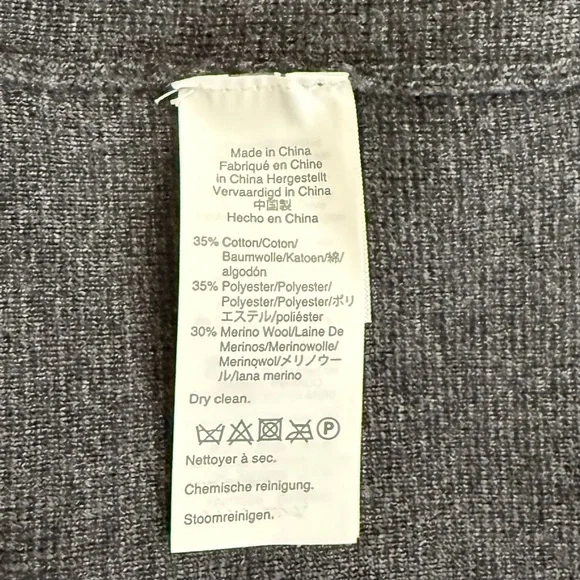 Made in China
Fabriqué en Chine
in China Hergestellt
Vervaardigd in China
中国製
Hecho en China
35% Cotton/Coton/
Baumwolle/Katoen/綿/
algodón
35% Polyester/Polyester/
Polyester/Polyester/ポリ
エステル/poliéster
30% Merino Wool/Laine De
Merinos/Merinowolle/
Merinowol/メリノウー
ル/lana merino
Dry clean.
P
Nettoyer à sec.
Chemische reinigung.
Stoomreinigen.